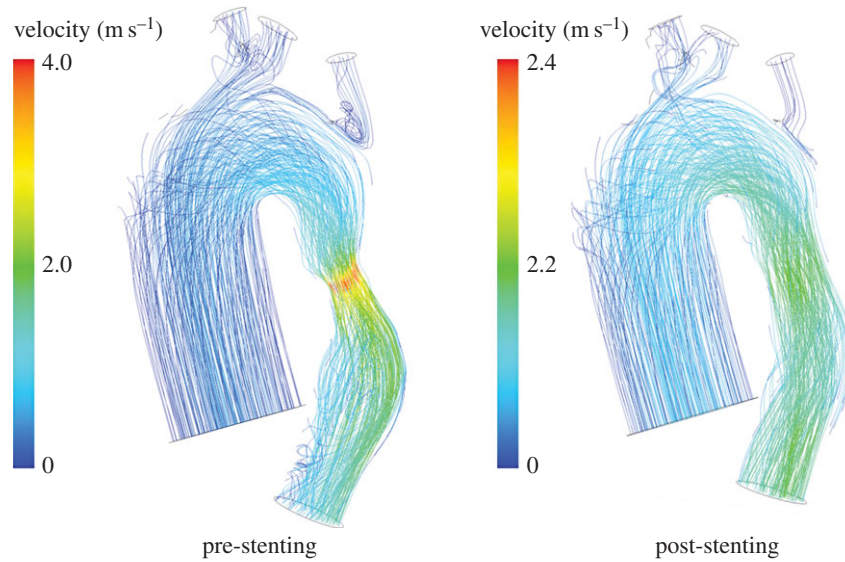 velocity (m s⁻¹)
4.0
2.0
0
pre-stenting
velocity (m s⁻¹)
2.4
2.2
0
post-stenting